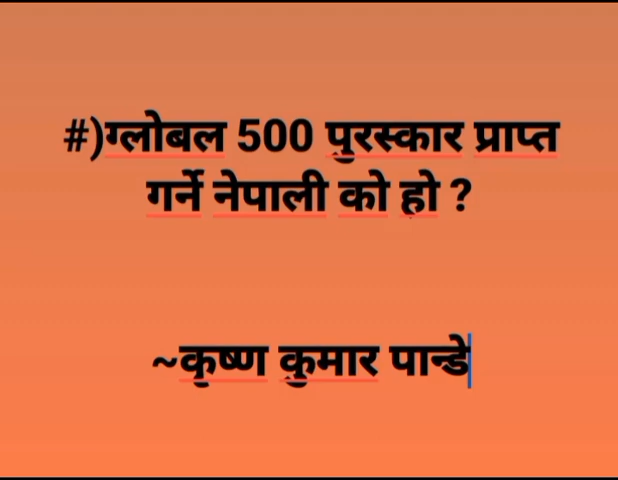 #)ग्लोबल 500 पुरस्कार प्राप्त
गर्ने नेपाली को हो ?
~कृष्ण कुमार पान्डे